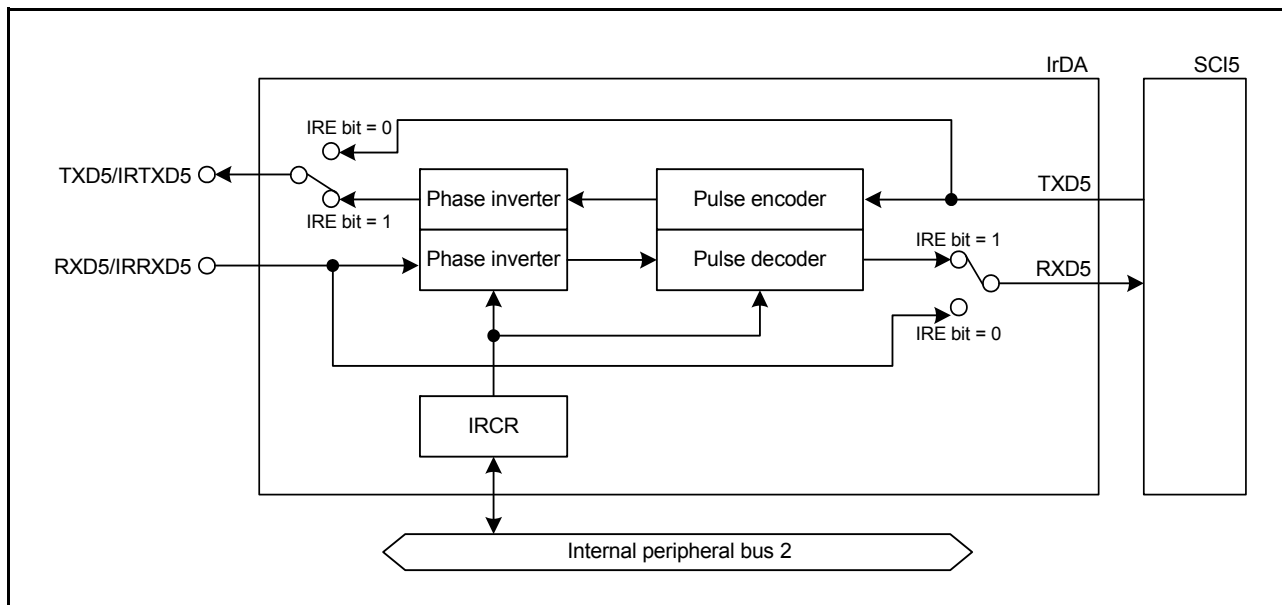 IrDA
SCI5
IRE bit = 0
TXD5/IRTXD5
Phase inverter
Pulse encoder
TXD5
IRE bit = 1
RXD5/IRRXD5
Phase inverter
Pulse decoder
IRE bit = 1
RXD5
IRE bit = 0
IRCR
Internal peripheral bus 2